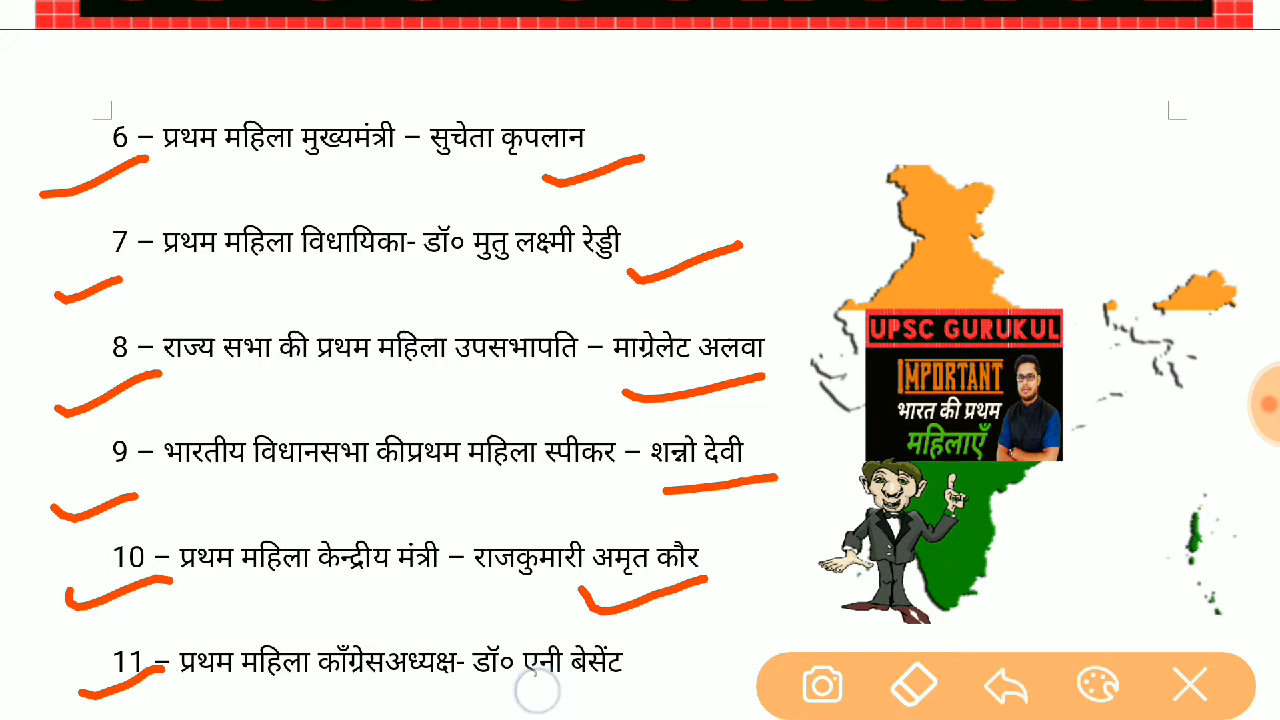 6 – प्रथम महिला मुख्यमंत्री – सुचेता कृपलान
7 – प्रथम महिला विधायिका- डॉ० मुतु लक्ष्मी रेड्डी
8 – राज्य सभा की प्रथम महिला उपसभापति – माग्रेलेट अलवा
9 – भारतीय विधानसभा कीप्रथम महिला स्पीकर – शन्नो देवी
10 – प्रथम महिला केन्द्रीय मंत्री – राजकुमारी अमृत कौर
11 – प्रथम महिला काँग्रेसअध्यक्ष- डॉ० एनी बेसेंट
UPSC GURUKUL
IMPORTANT
भारत की प्रथम
महिलाएँ